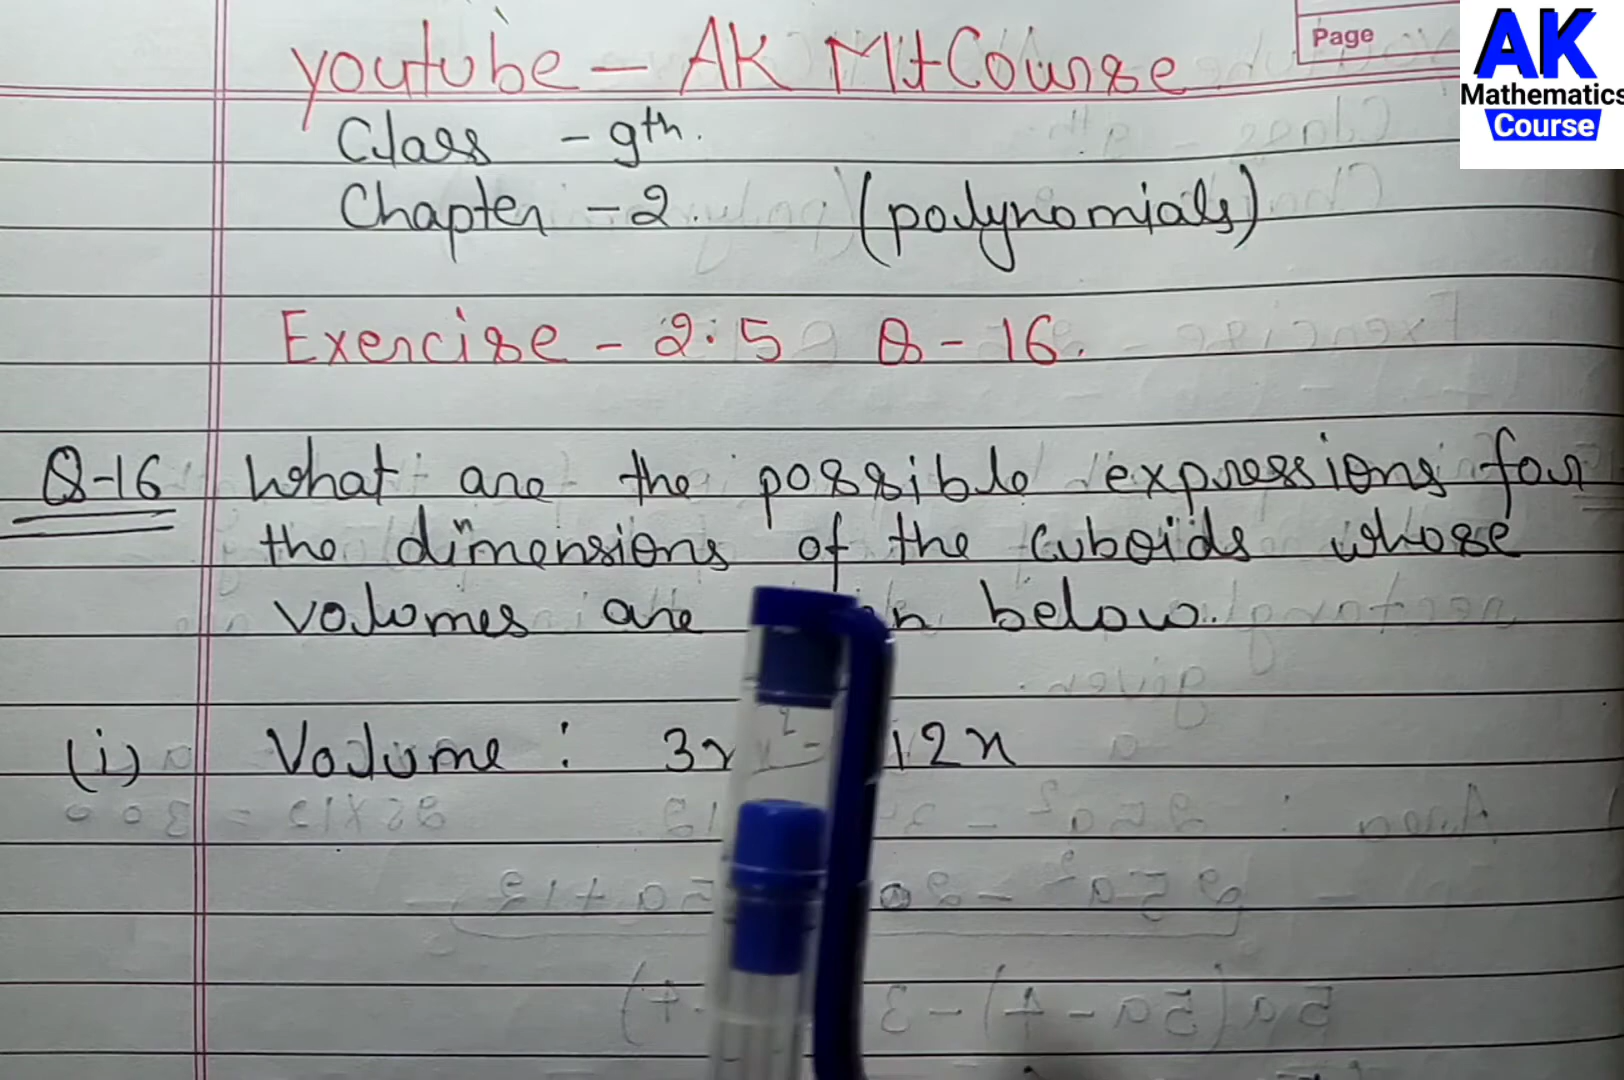 Page
AK
Mathematics
Course
youtube - AK MtCourse
Class - 9th.
Chapter - 2. (polynomials)
Exercise - 2.5 Q - 16.
Q-16 What are the possible expressions for
the dimensions of the cuboids whose
volumes are below.
(i) Volume : 3x² - 12x